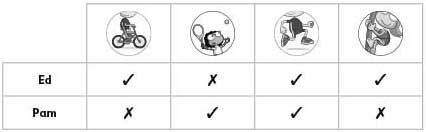 Ed ✓ ✗ ✓ ✓
Pam ✗ ✓ ✓ ✗